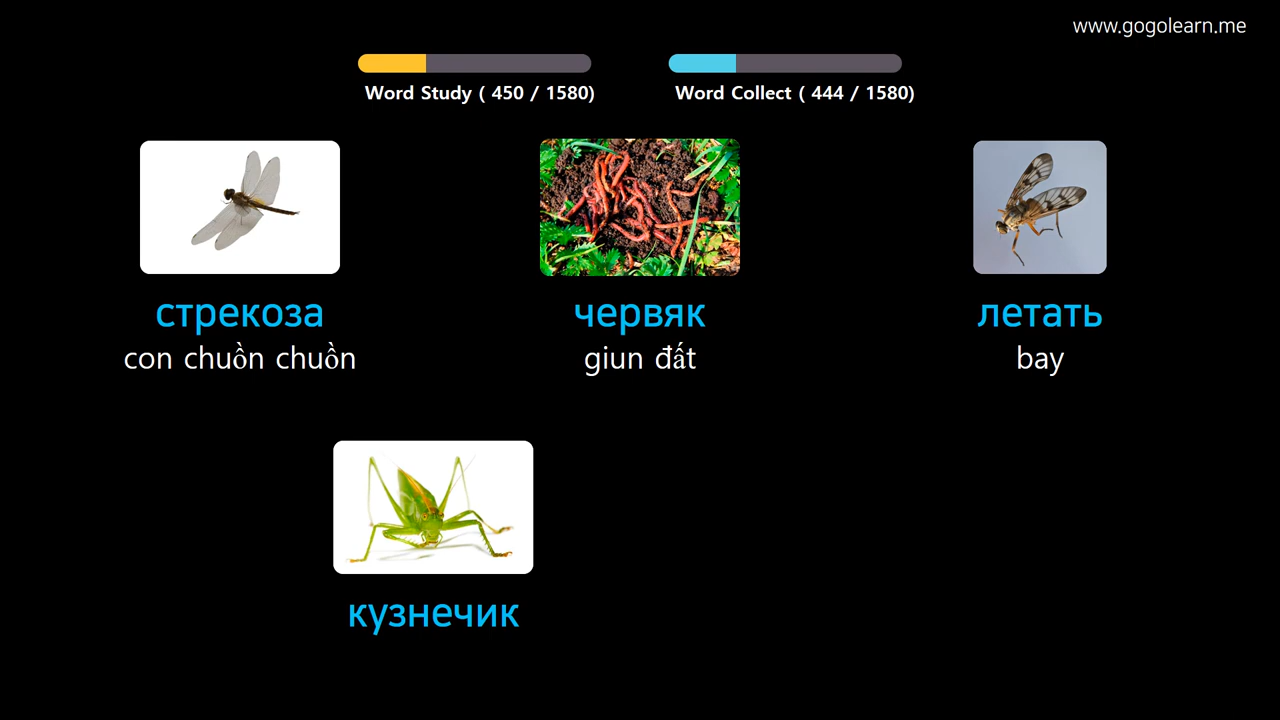 www.gogolearn.me
Word Study ( 450 / 1580)
Word Collect ( 444 / 1580)
стрекоза
con chuồn chuồn
червяк
giun đất
летать
bay
кузнечик